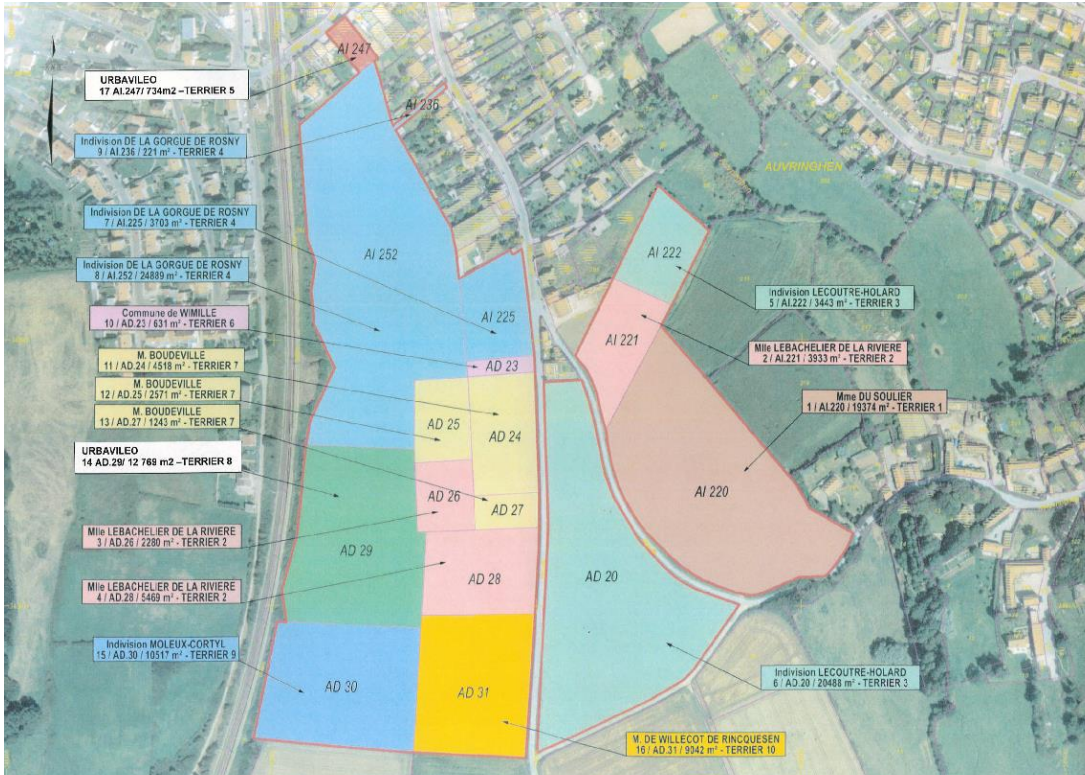 URBAVILEO
17 AI.247/ 734m2 –TERRIER 5
Indivision DE LA GORGUE DE ROSNY
9 / AI.236 / 221 m² - TERRIER 4
Indivision DE LA GORGUE DE ROSNY
7 / AI.225 / 3703 m² - TERRIER 4
Indivision DE LA GORGUE DE ROSNY
8 / AI.252 / 24889 m² - TERRIER 4
Commune de WIMILLE
10 / AD.23 / 631 m² - TERRIER 6
M. BOUDEVILLE
11 / AD.24 / 4518 m² - TERRIER 7
M. BOUDEVILLE
12 / AD.25 / 2571 m² - TERRIER 7
M. BOUDEVILLE
13 / AD.27 / 1243 m² - TERRIER 7
URBAVILEO
14 AD.29/ 12 769 m2 –TERRIER 8
Mlle LEBACHELIER DE LA RIVIERE
3 / AD.26 / 2280 m² - TERRIER 2
Mlle LEBACHELIER DE LA RIVIERE
4 / AD.28 / 5469 m² - TERRIER 2
Indivision MOLEUX-CORTYL
15 / AD.30 / 10517 m² - TERRIER 9
AI 247
AI 236
AI 252
AI 225
AD 23
AD 25
AD 24
AD 26
AD 27
AD 29
AD 28
AD 30
AD 31
AD 20
AI 222
AI 221
AI 220
AUVRINGHEN
Indivision LECOUTRE-HOLARD
5 / AI.222 / 3443 m² - TERRIER 3
Mlle LEBACHELIER DE LA RIVIERE
2 / AI.221 / 3933 m² - TERRIER 2
Mme DU SOULIER
1 / AI.220 / 19374 m² - TERRIER 1
Indivision LECOUTRE-HOLARD
6 / AD.20 / 20488 m² - TERRIER 3
M. DE WILLECOT DE RINCQUESEN
16 / AD.31 / 9042 m² - TERRIER 10